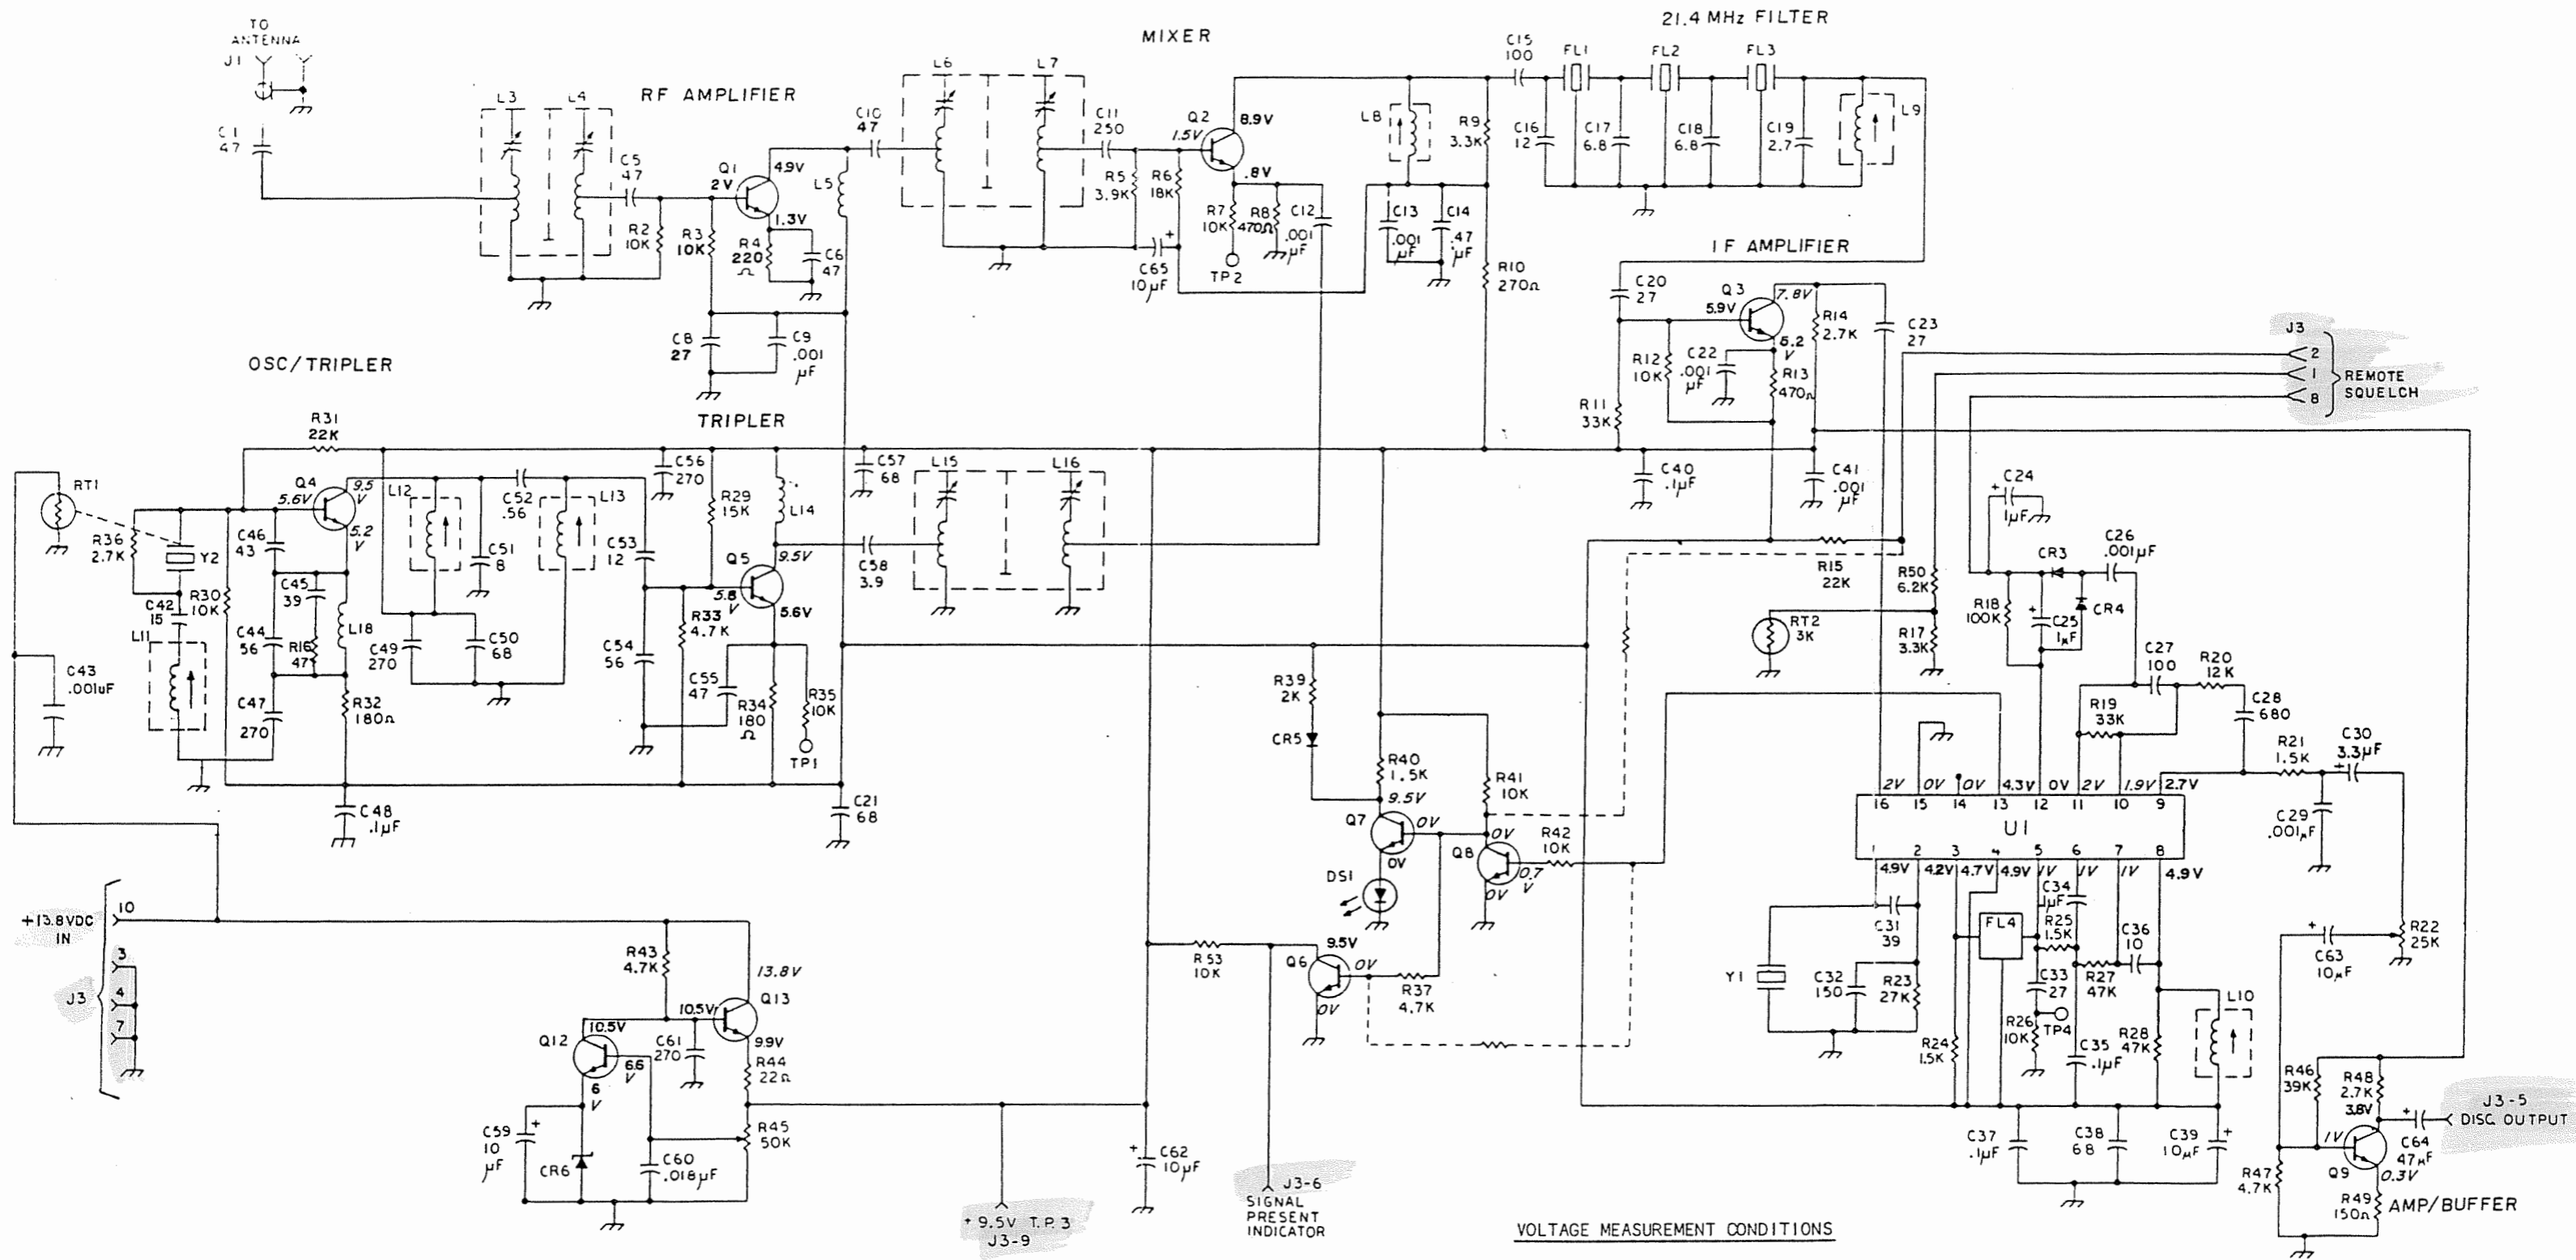 TO
ANTENNA
J1
C1
47
L3
L4
RF AMPLIFIER
C5
47
R2
10K
R3
10K
Q1
2V
4.9V
1.3V
R4
220
Ω
C6
47
L5
C8
27
C9
.001
µF
MIXER
C10
47
L6
L7
C11
250
R5
3.9K
R6
18K
C65
10µF
+
Q2
1.5V
8.9V
.8V
R7
10K
TP2
R8
470Ω
C12
.001
µF
L8
C13
.001
µF
C14
.47
µF
R9
3.3K
R10
270Ω
21.4 MHz FILTER
C15
100
FL1
FL2
FL3
C16
12
C17
6.8
C18
6.8
C19
2.7
L9
IF AMPLIFIER
C20
27
Q3
5.9V
7.8V
5.2
V
R14
2.7K
C23
27
R12
10K
C22
.001
µF
R13
470Ω
R11
33K
C40
.1µF
C41
.001
µF
J3
2
1
8
REMOTE
SQUELCH
OSC/TRIPLER
R31
22K
RT1
Q4
5.6V
9.5
V
5.2
V
R36
2.7K
Y2
C46
43
R30
10K
C42
15
L11
C45
39
C44
56
R16
47
L18
C47
270
R32
180Ω
C43
.001uF
C48
.1µF
L12
C51
8
C52
.56
L13
C49
270
C50
68
C53
12
C54
56
TRIPLER
C56
270
R29
15K
L14
C57
68
Q5
5.8
V
9.5V
5.6V
R33
4.7K
C55
47
R34
180
Ω
R35
10K
TP1
C58
3.9
L15
L16
C21
68
R15
22K
R50
6.2K
RT2
3K
R17
3.3K
C24
+
1µF
CR3
C26
.001µF
R18
100K
+
C25
1µF
CR4
C27
100
R20
12K
R19
33K
C28
680
R21
1.5K
C30
3.3µF
+
C29
.001µF
R39
2K
CR5
R40
1.5K
9.5V
Q7
0V
0V
DS1
R41
10K
0V
Q8
0.7
V
0V
R42
10K
R53
10K
Q6
9.5V
0V
0V
R37
4.7K
2V
0V
0V
4.3V
0V
2V
1.9V
2.7V
16
15
14
13
12
11
10
9
U1
1
2
3
4
5
6
7
8
4.9V
4.2V
4.7V
4.9V
1V
1V
1V
4.9V
C31
39
Y1
C32
150
R23
27K
R24
1.5K
FL4
C34
.1µF
R25
1.5K
C33
27
R26
10K
TP4
R27
47K
C36
10
C35
.1µF
R28
47K
L10
C37
.1µF
C38
68
C39
10µF
+
+
C63
10µF
R22
25K
R46
39K
R48
2.7K
3.8V
1V
Q9
0.3V
R47
4.7K
R49
150Ω
+
C64
47µF
J3-5
DISC. OUTPUT
AMP/BUFFER
+13.8VDC
IN
J3
10
3
4
7
R43
4.7K
13.8V
Q13
10.5V
9.9V
Q12
10.5V
6.6
V
6
V
C61
270
R44
22Ω
R45
50K
C59
10
µF
+
CR6
C60
.018µF
+ 9.5V T.P. 3
J3-9
+
C62
10µF
J3-6
SIGNAL
PRESENT
INDICATOR
VOLTAGE MEASUREMENT CONDITIONS